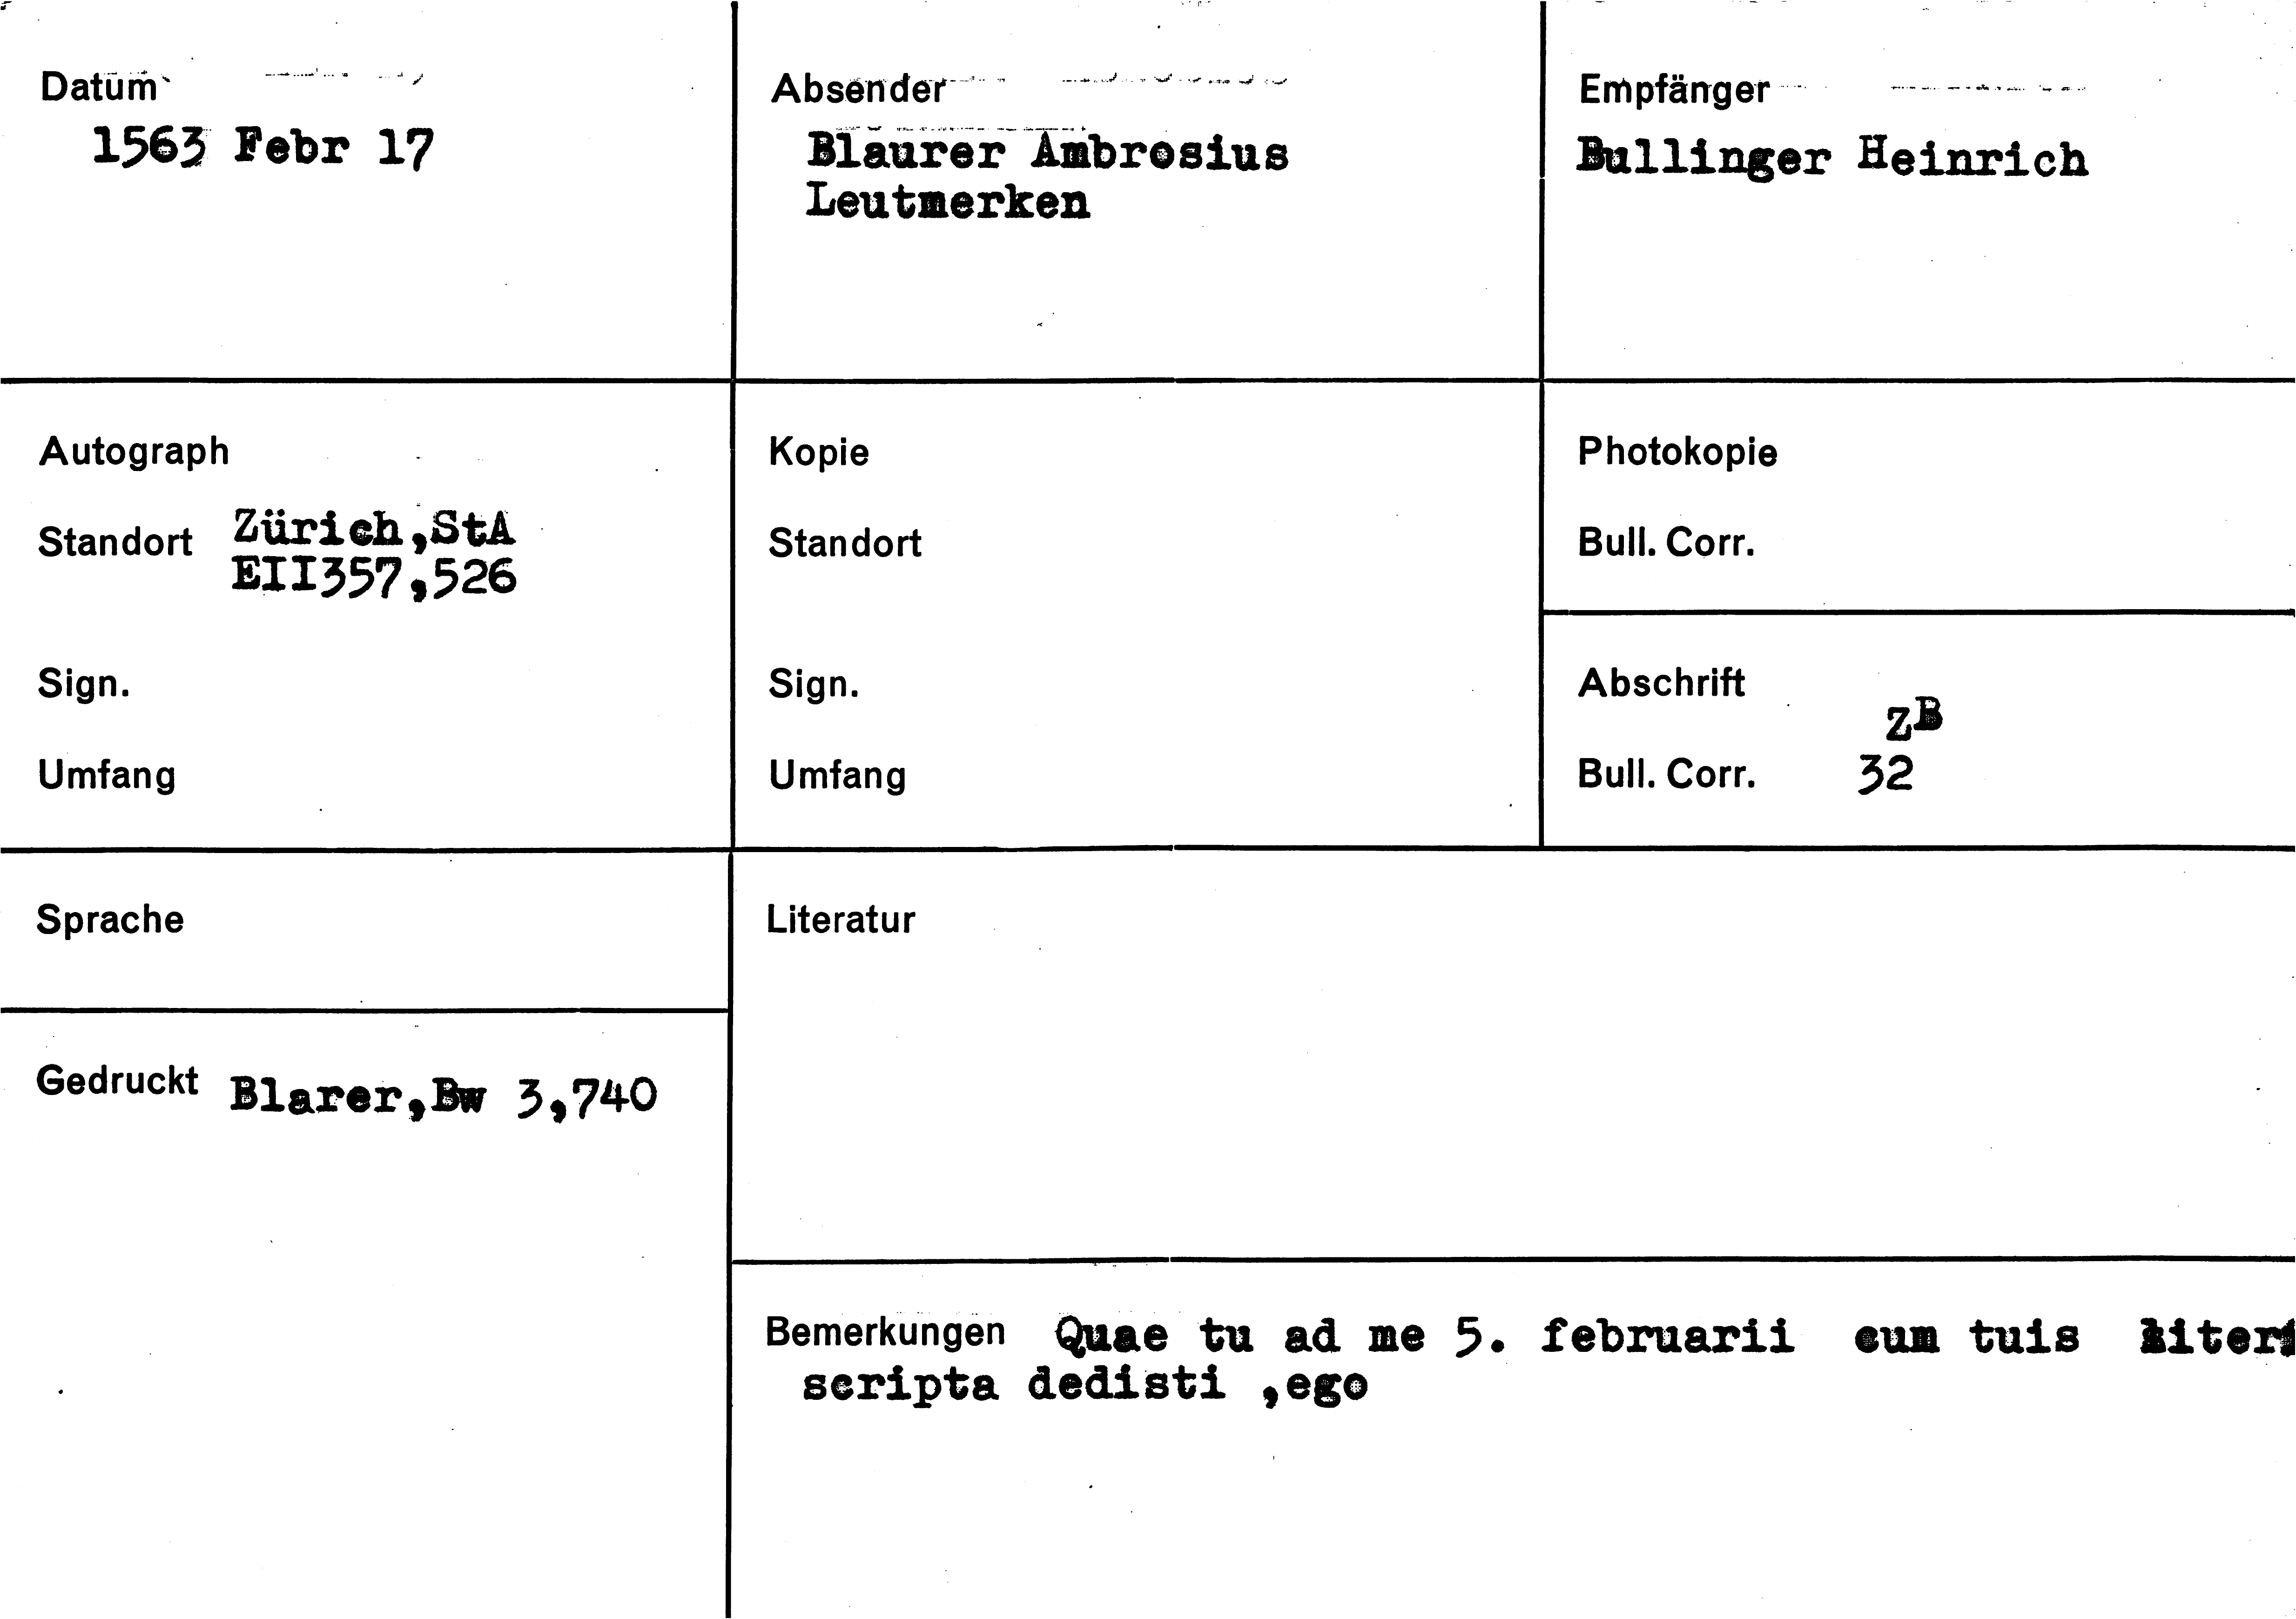 Datum
1563 Febr 17
Absender
Blaurer Ambrosius
Leutmerken
Empfänger
Bullinger Heinrich
Autograph
Standort Zürich,StA
EII357,526
Sign.
Umfang
Kopie
Standort
Sign.
Umfang
Photokopie
Bull. Corr.
Abschrift
ZB
Bull. Corr. 32
Sprache
Gedruckt Blarer,Bw 3,740
Literatur
Bemerkungen Quae tu ad me 5. februarii cum tuis
scripta dedisti ,ego